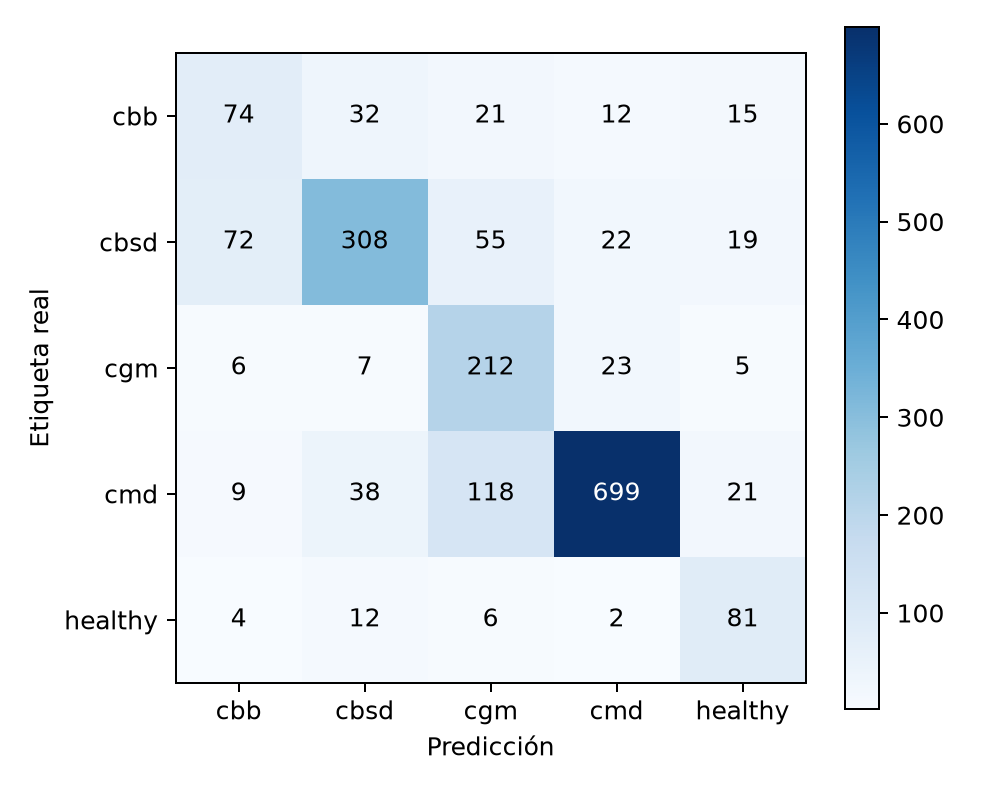 cbb 74 32 21 12 15
cbsd 72 308 55 22 19
cgm 6 7 212 23 5
cmd 9 38 118 699 21
healthy 4 12 6 2 81
cbb cbsd cgm cmd healthy
Predicción
Etiqueta real
600
500
400
300
200
100